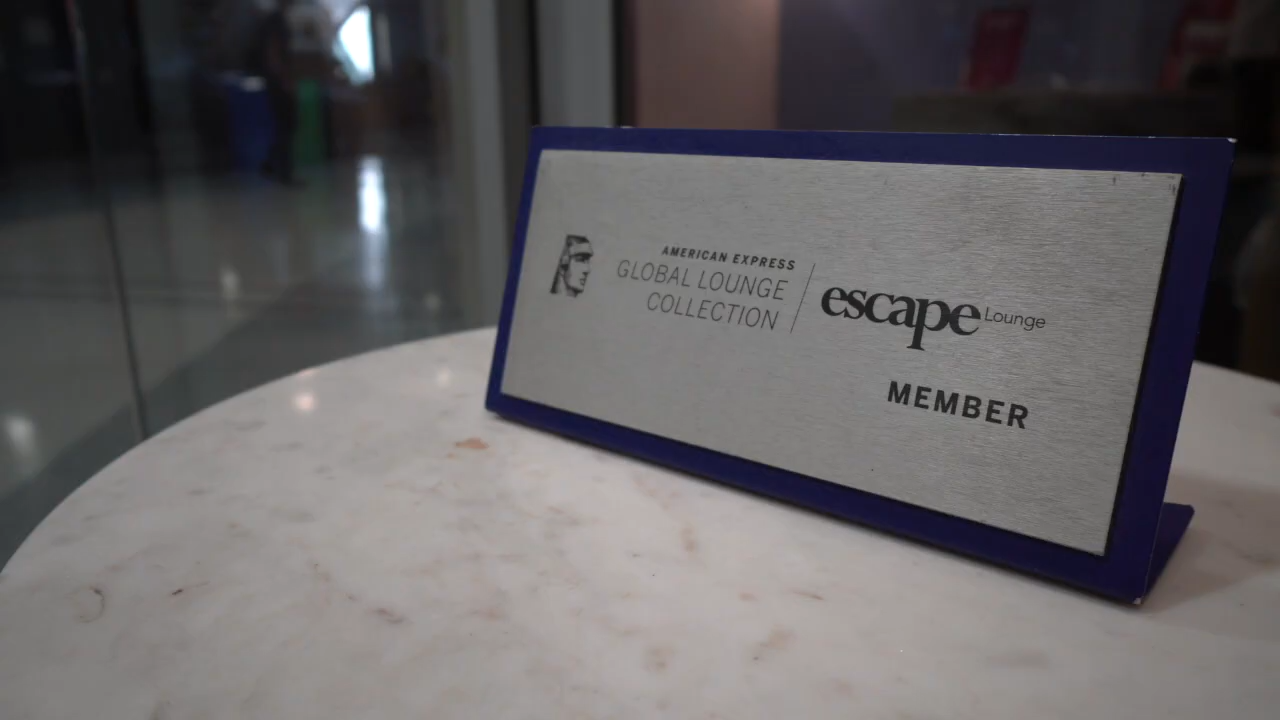 AMERICAN EXPRESS
GLOBAL LOUNGE
COLLECTION
escape Lounge
MEMBER